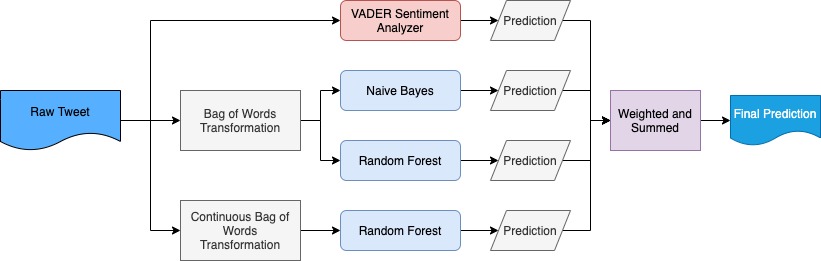 VADER Sentiment
Analyzer
Prediction
Raw Tweet
Bag of Words
Transformation
Naive Bayes
Prediction
Random Forest
Prediction
Weighted and
Summed
Final Prediction
Continuous Bag of
Words
Transformation
Random Forest
Prediction